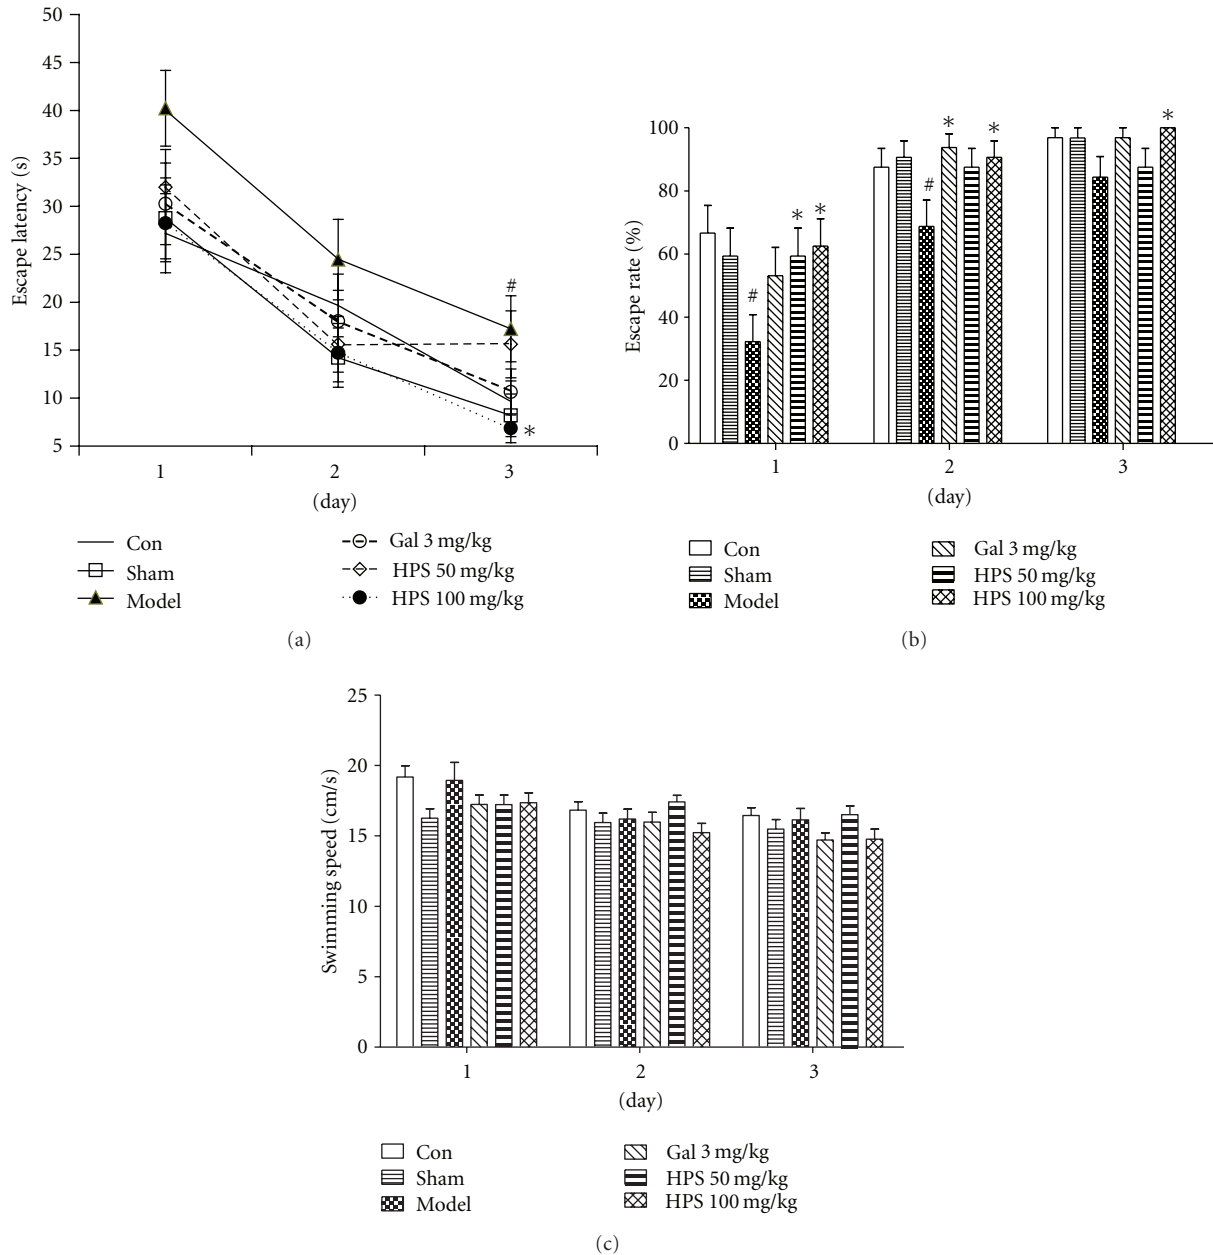 50
45
40
35
30
25
20
15
10
5
Escape latency (s)
#
*
1 2 3
(day)
Con
Sham
Model
Gal 3 mg/kg
HPS 50 mg/kg
HPS 100 mg/kg
(a)
100
80
60
40
20
0
Escape rate (%)
#
*
*
#
*
*
*
1 2 3
(day)
Con
Sham
Model
Gal 3 mg/kg
HPS 50 mg/kg
HPS 100 mg/kg
(b)
25
20
15
10
5
0
Swimming speed (cm/s)
1 2 3
(day)
Con
Sham
Model
Gal 3 mg/kg
HPS 50 mg/kg
HPS 100 mg/kg
(c)